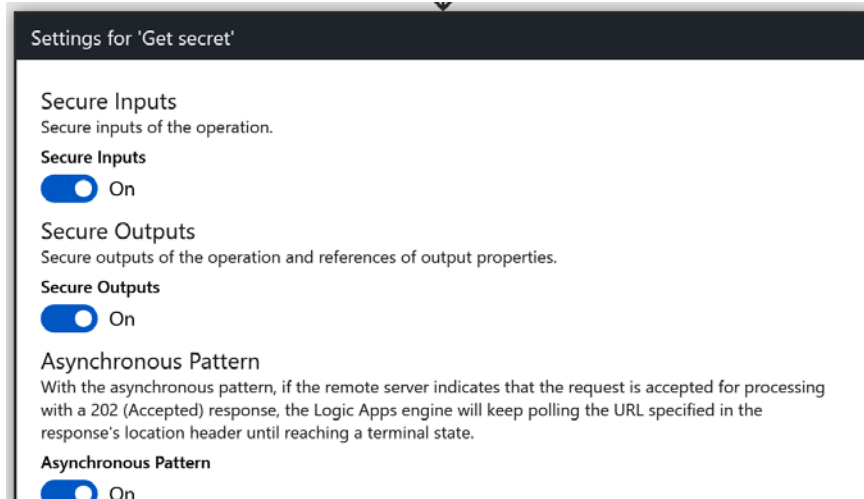 Settings for 'Get secret'
Secure Inputs
Secure inputs of the operation.
Secure Inputs
On
Secure Outputs
Secure outputs of the operation and references of output properties.
Secure Outputs
On
Asynchronous Pattern
With the asynchronous pattern, if the remote server indicates that the request is accepted for processing
with a 202 (Accepted) response, the Logic Apps engine will keep polling the URL specified in the
response's location header until reaching a terminal state.
Asynchronous Pattern
On